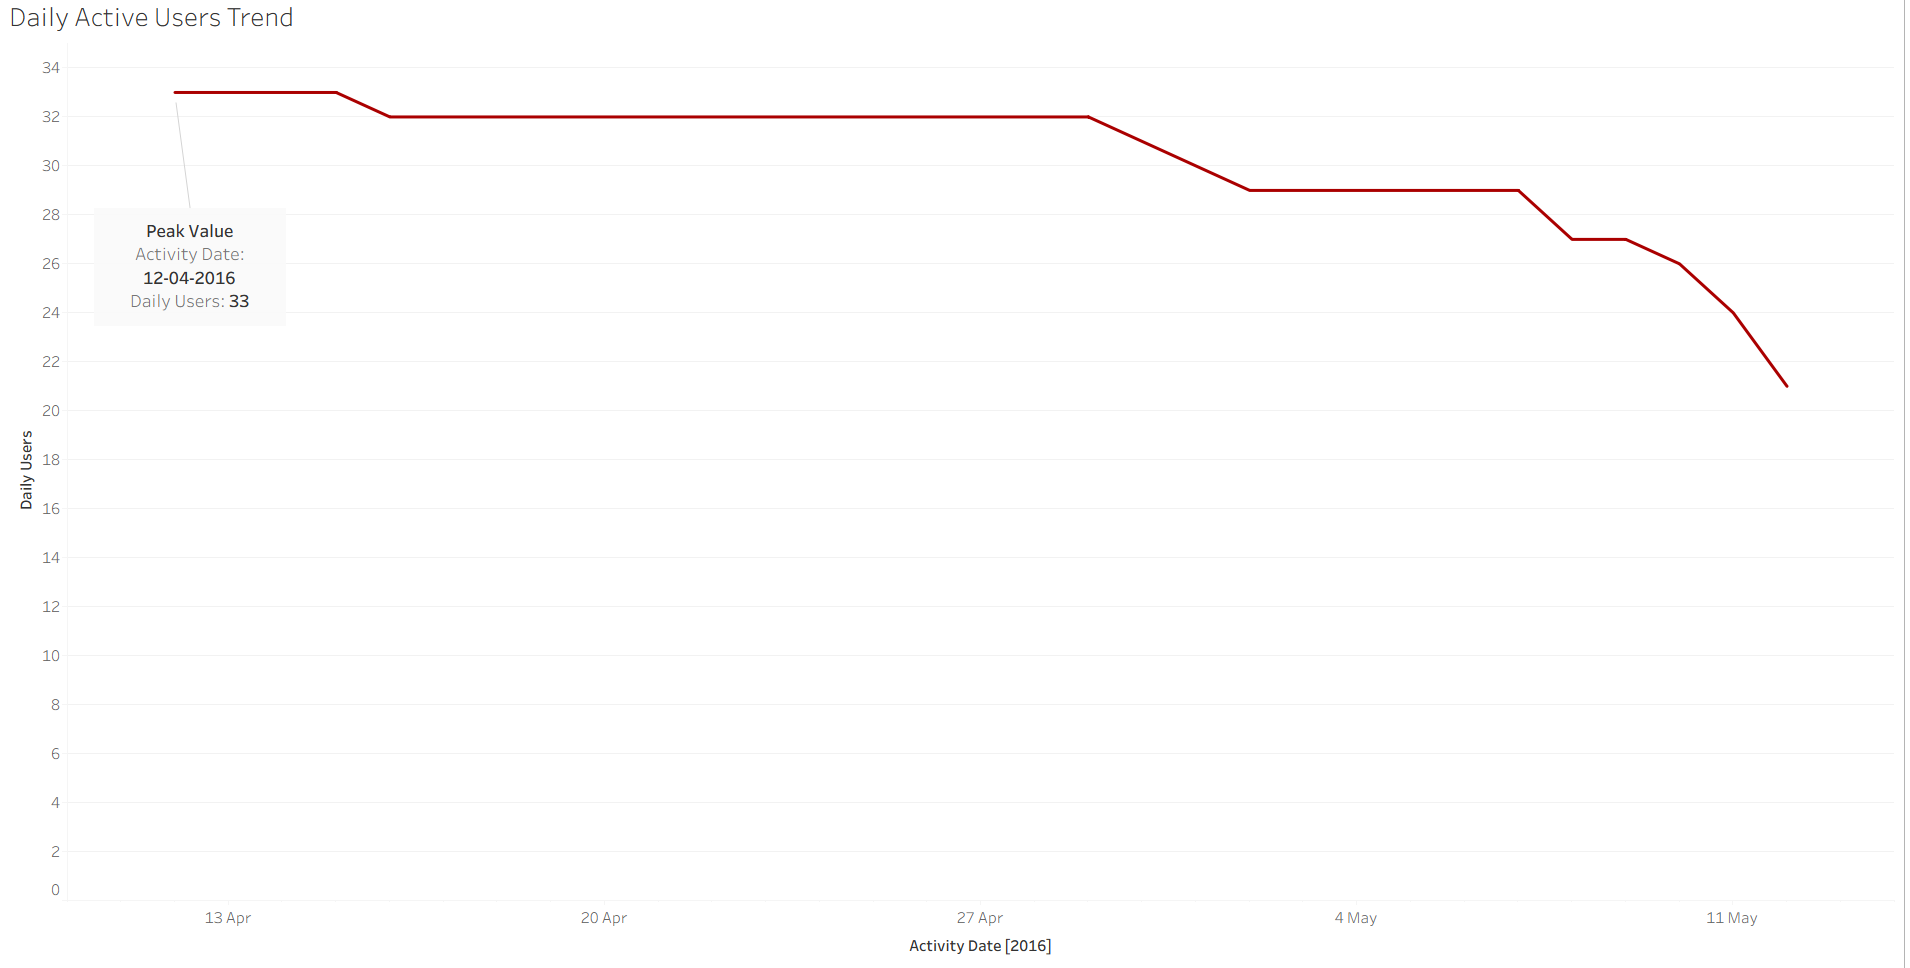 Daily Active Users Trend
34
32
30
28
26
24
22
20
18
16
14
12
10
8
6
4
2
0
Daily Users
Peak Value
Activity Date:
12-04-2016
Daily Users: 33
13 Apr
20 Apr
27 Apr
4 May
11 May
Activity Date [2016]